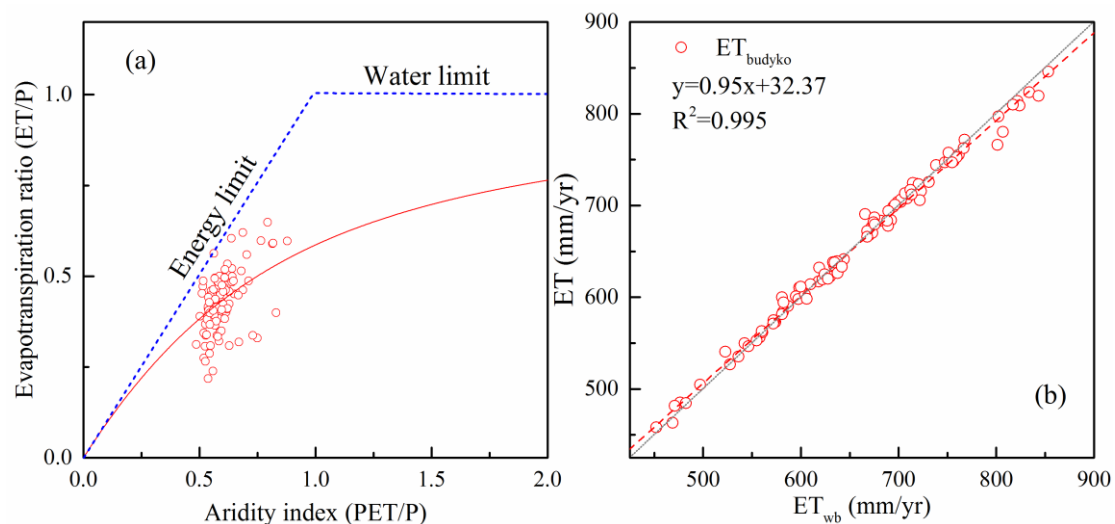 (a)
Water limit
Energy limit
Evapotranspiration ratio (ET/P)
1.0
0.5
0.0
0.0 0.5 1.0 1.5 2.0
Aridity index (PET/P)
900
800
700
600
500
ET (mm/yr)
ET_budyko
y=0.95x+32.37
R²=0.995
(b)
500 600 700 800 900
ET_wb (mm/yr)